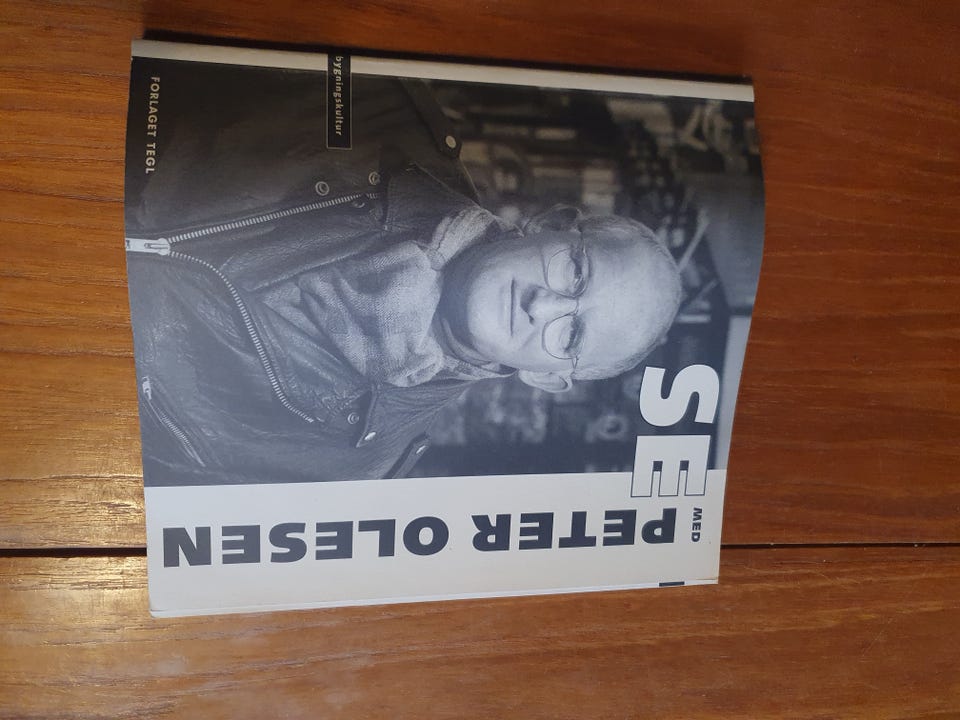 SE
MED
PETER OLESEN
bygningskultur
FORLAGET TEGL